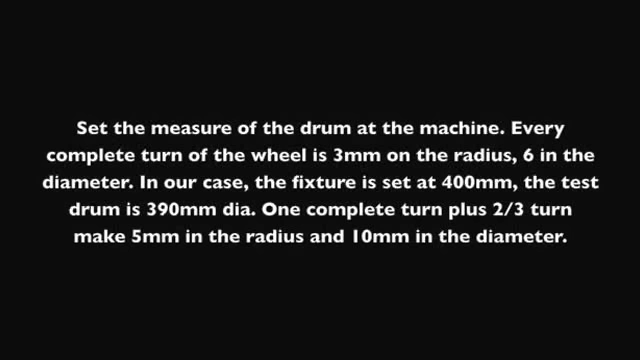 Set the measure of the drum at the machine. Every
complete turn of the wheel is 3mm on the radius, 6 in the
diameter. In our case, the fixture is set at 400mm, the test
drum is 390mm dia. One complete turn plus 2/3 turn
make 5mm in the radius and 10mm in the diameter.